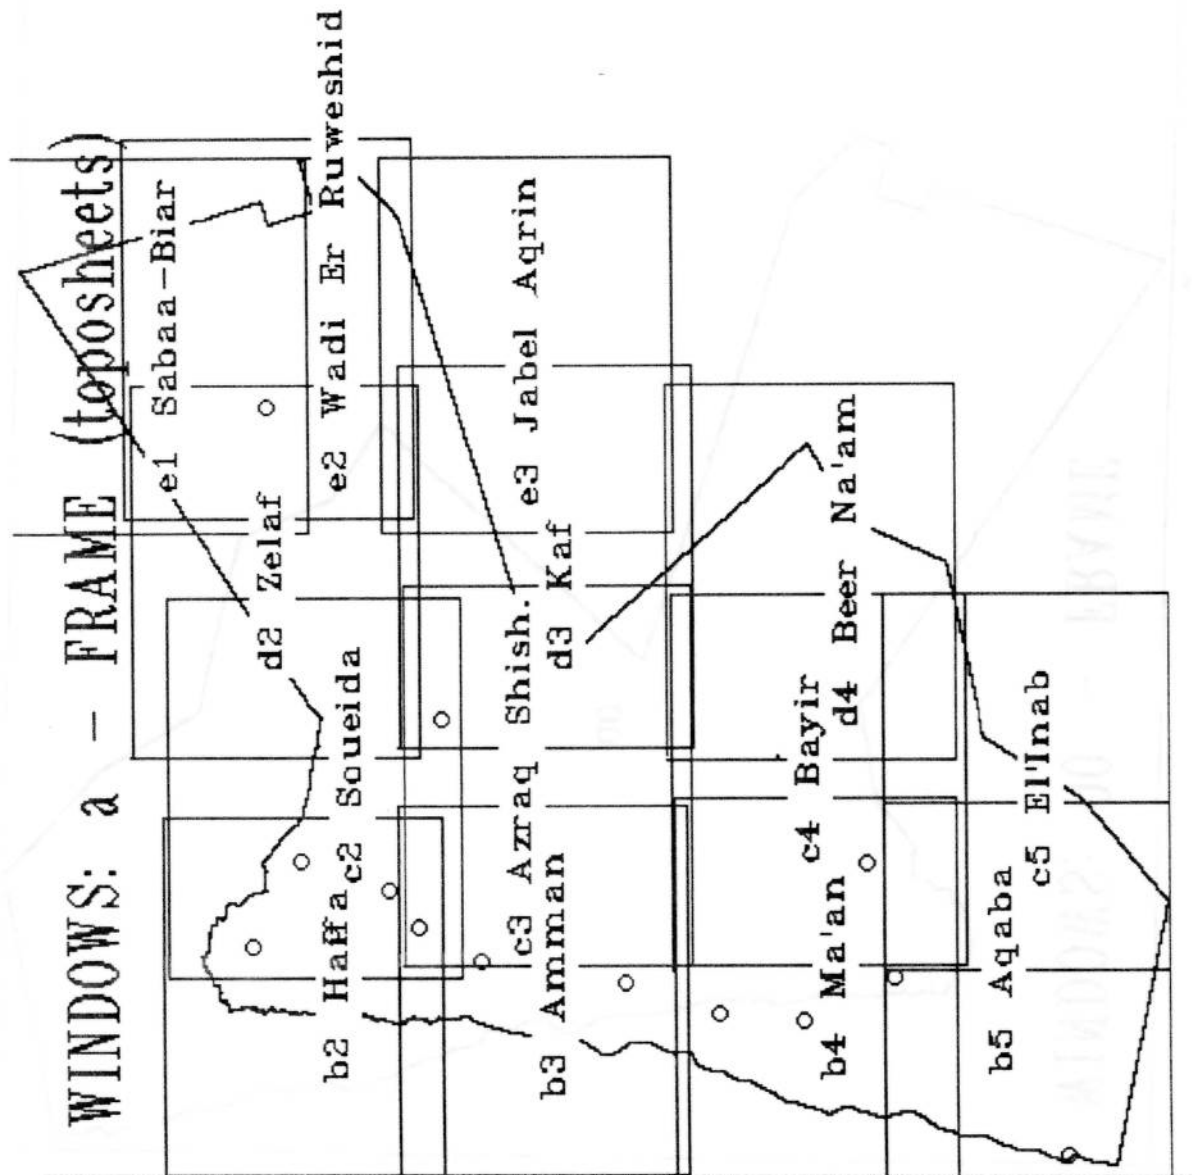 WINDOWS: a - FRAME (toposheets)
e1 Sabaa-Biar
d2 Zelaf
e2 Wadi Er Ruweshid
b2 Haifa
c2 Soueida
e3 Jabel Aqrin
c3 Azraq Shish.
d3 Kaf
b3 Amman
c4 Bayir
d4 Beer Na'am
b4 Ma'an
b5 Aqaba
c5 El'Inab